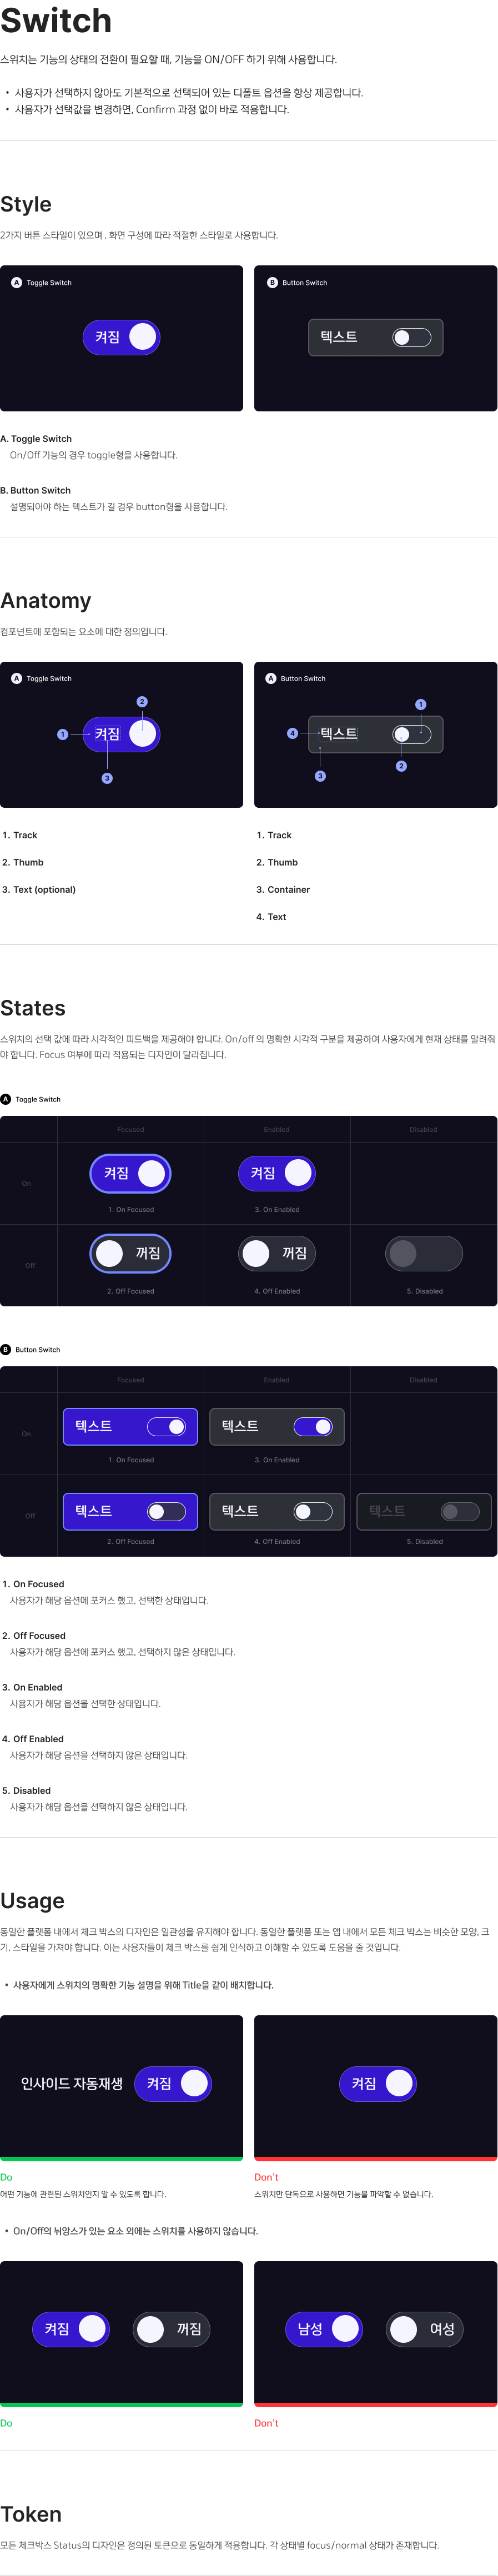 Switch
스위치는 기능의 상태의 전환이 필요할 때, 기능을 ON/OFF 하기 위해 사용합니다.
• 사용자가 선택하지 않아도 기본적으로 선택되어 있는 디폴트 옵션을 항상 제공합니다.
• 사용자가 선택값을 변경하면, Confirm 과정 없이 바로 적용합니다.
Style
2가지 버튼 스타일이 있으며 , 화면 구성에 따라 적절한 스타일로 사용합니다.
A Toggle Switch
켜짐
B Button Switch
텍스트
A. Toggle Switch
On/Off 기능의 경우 toggle형을 사용합니다.
B. Button Switch
설명되어야 하는 텍스트가 길 경우 button형을 사용합니다.
Anatomy
컴포넌트에 포함되는 요소에 대한 정의입니다.
A Toggle Switch
2
1
켜짐
3
A Button Switch
1
4
텍스트
2
3
1. Track
2. Thumb
3. Text (optional)
1. Track
2. Thumb
3. Container
4. Text
States
스위치의 선택 값에 따라 시각적인 피드백을 제공해야 합니다. On/off 의 명확한 시각적 구분을 제공하여 사용자에게 현재 상태를 알려줘
야 합니다. Focus 여부에 따라 적용되는 디자인이 달라집니다.
A Toggle Switch
Focused Enabled Disabled
On
켜짐
켜짐
1. On Focused
3. On Enabled
Off
꺼짐
꺼짐
2. Off Focused
4. Off Enabled
5. Disabled
B Button Switch
Focused Enabled Disabled
On
텍스트
텍스트
1. On Focused
3. On Enabled
Off
텍스트
텍스트
텍스트
2. Off Focused
4. Off Enabled
5. Disabled
1. On Focused
사용자가 해당 옵션에 포커스 했고, 선택한 상태입니다.
2. Off Focused
사용자가 해당 옵션에 포커스 했고, 선택하지 않은 상태입니다.
3. On Enabled
사용자가 해당 옵션을 선택한 상태입니다.
4. Off Enabled
사용자가 해당 옵션을 선택하지 않은 상태입니다.
5. Disabled
사용자가 해당 옵션을 선택하지 않은 상태입니다.
Usage
동일한 플랫폼 내에서 체크 박스의 디자인은 일관성을 유지해야 합니다. 동일한 플랫폼 또는 앱 내에서 모든 체크 박스는 비슷한 모양, 크
기, 스타일을 가져야 합니다. 이는 사용자들이 체크 박스를 쉽게 인식하고 이해할 수 있도록 도움을 줄 것입니다.
• 사용자에게 스위치의 명확한 기능 설명을 위해 Title을 같이 배치합니다.
인사이드 자동재생
켜짐
켜짐
Do
어떤 기능에 관련된 스위치인지 알 수 있도록 합니다.
Don't
스위치만 단독으로 사용하면 기능을 파악할 수 없습니다.
• On/Off의 뉘앙스가 있는 요소 외에는 스위치를 사용하지 않습니다.
켜짐
꺼짐
남성
여성
Do
Don't
Token
모든 체크박스 Status의 디자인은 정의된 토큰으로 동일하게 적용합니다. 각 상태별 focus/normal 상태가 존재합니다.